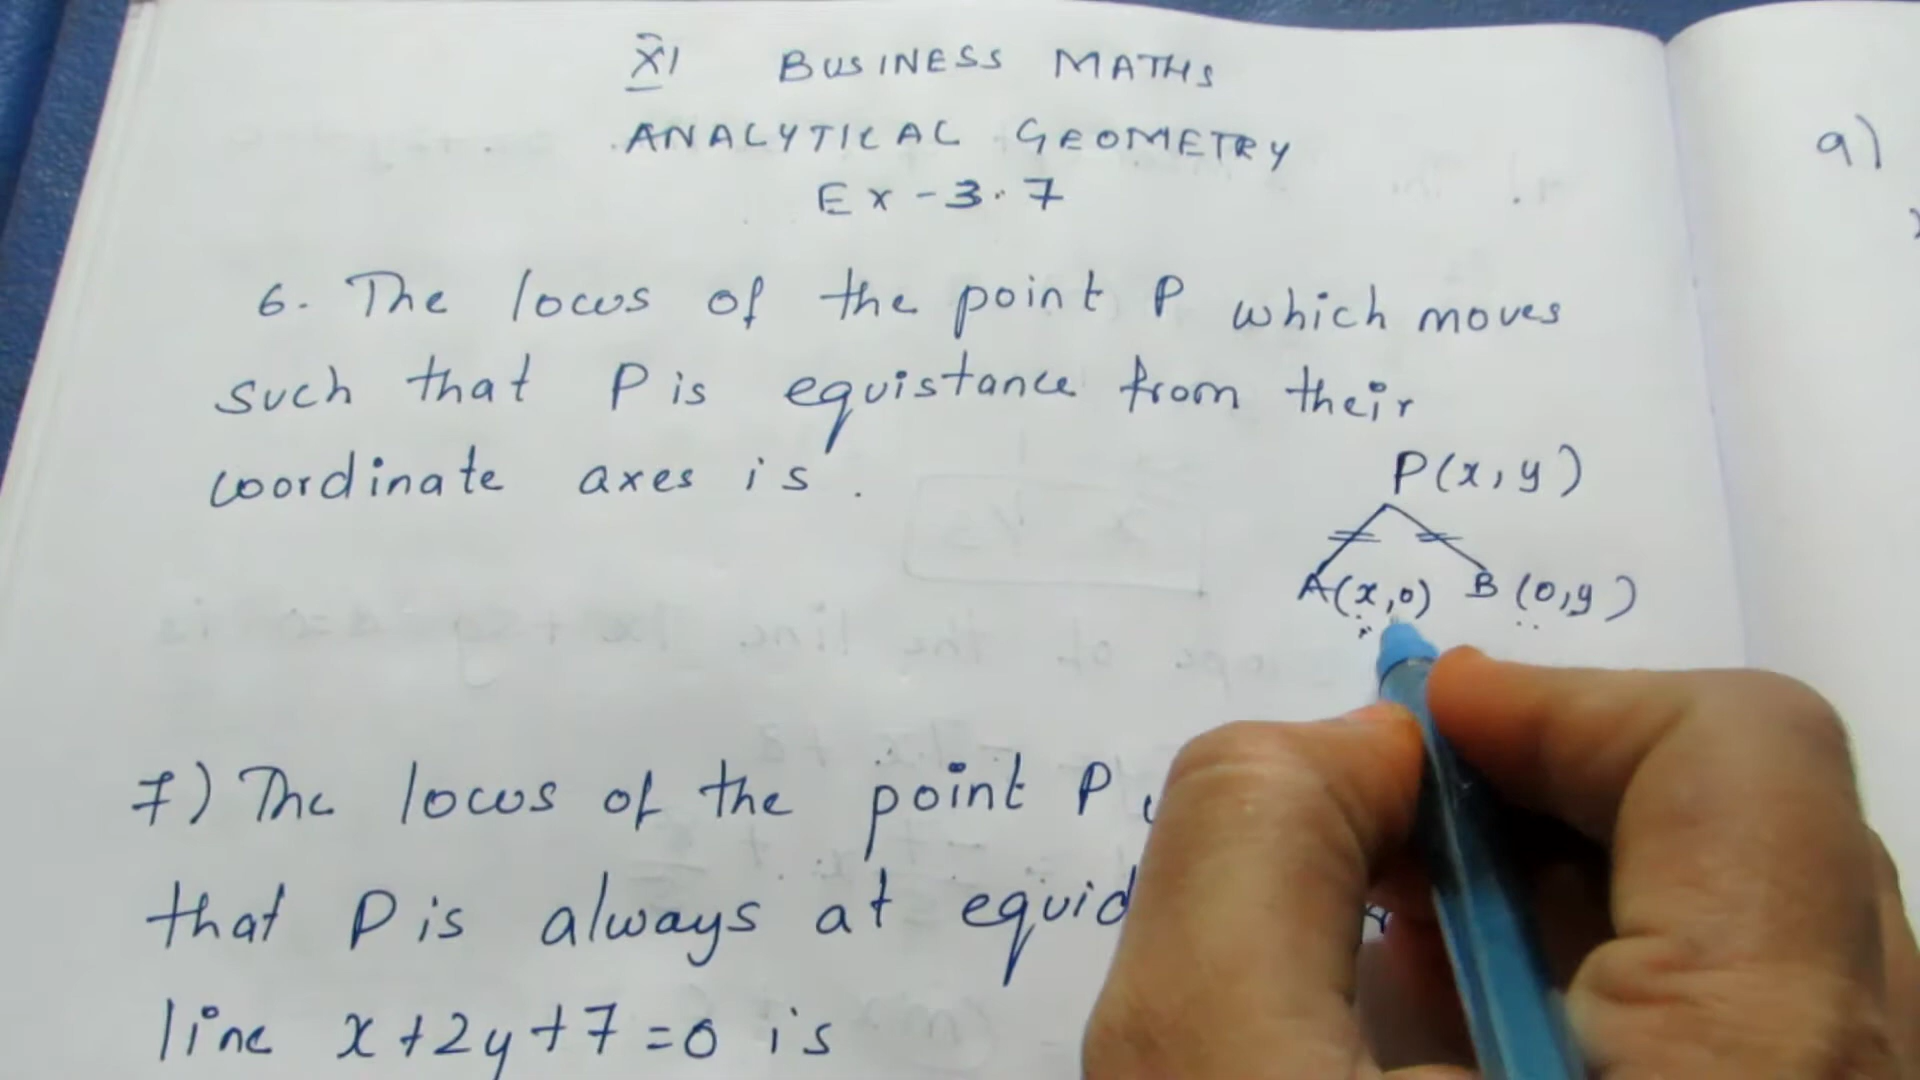 XI BUSINESS MATHS
ANALYTICAL GEOMETRY
Ex - 3.7
6. The locus of the point P which moves
such that P is equistance from their
coordinate axes is .
P(x,y)
A(x,0) B(0,y)
7) The locus of the point P
that P is always at equid
line x+2y+7=0 is
9)